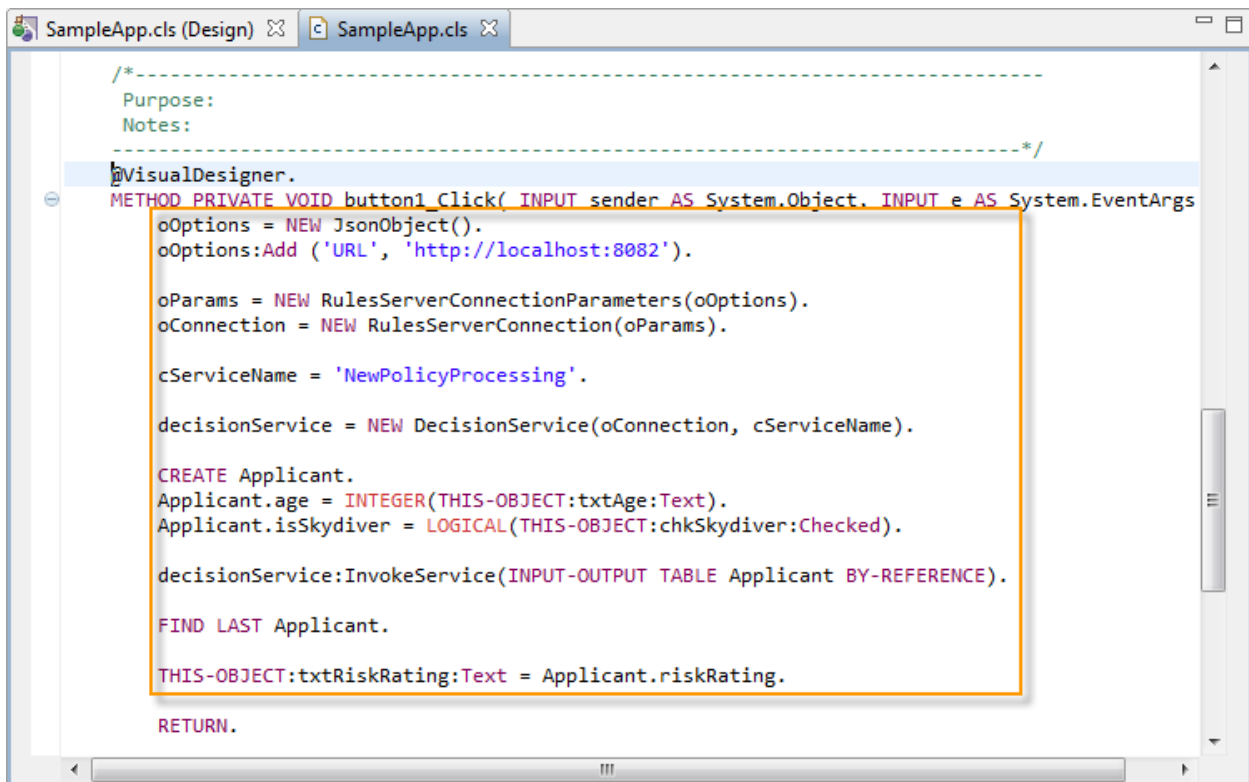 SampleApp.cls (Design) SampleApp.cls
/*----------------------------------------------------------------------------
Purpose:
Notes:
----------------------------------------------------------------------------*/
@VisualDesigner.
METHOD PRIVATE VOID button1_Click( INPUT sender AS System.Object, INPUT e AS System.EventArgs
oOptions = NEW JsonObject().
oOptions:Add ('URL', 'http://localhost:8082').
oParams = NEW RulesServerConnectionParameters(oOptions).
oConnection = NEW RulesServerConnection(oParams).
cServiceName = 'NewPolicyProcessing'.
decisionService = NEW DecisionService(oConnection, cServiceName).
CREATE Applicant.
Applicant.age = INTEGER(THIS-OBJECT:txtAge:Text).
Applicant.isSkydiver = LOGICAL(THIS-OBJECT:chkSkydiver:Checked).
decisionService:InvokeService(INPUT-OUTPUT TABLE Applicant BY-REFERENCE).
FIND LAST Applicant.
THIS-OBJECT:txtRiskRating:Text = Applicant.riskRating.
RETURN.